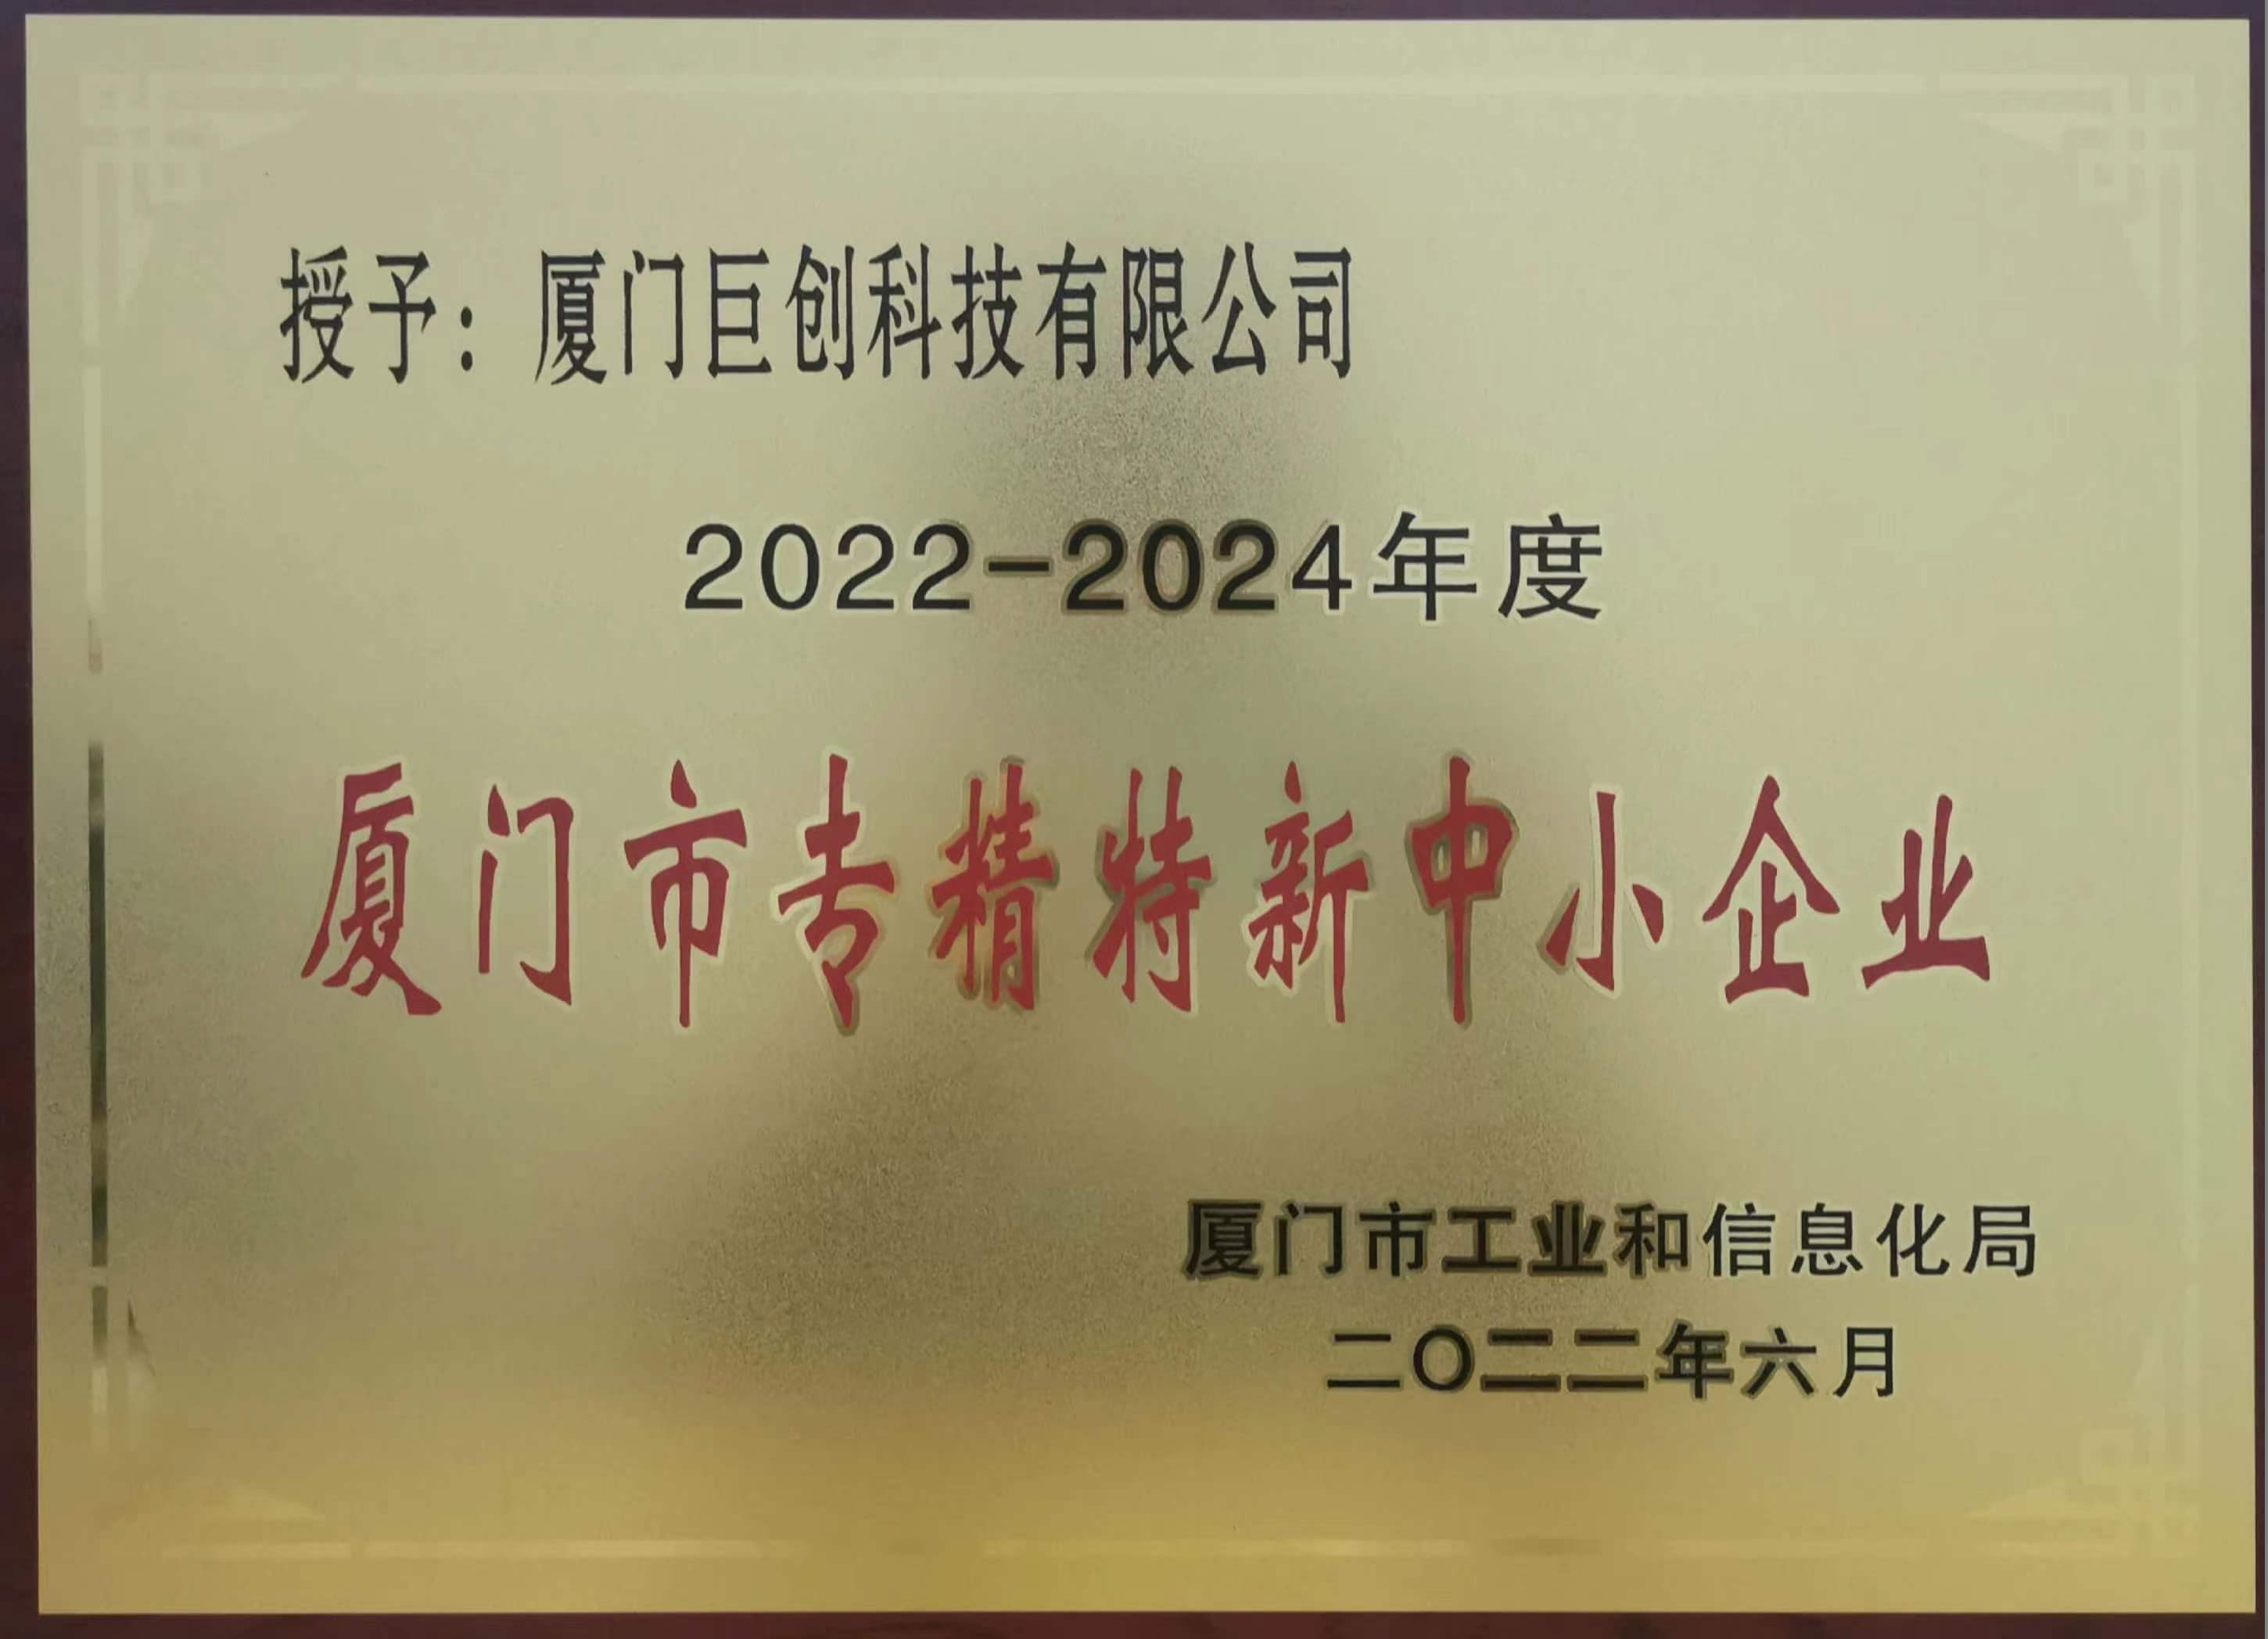 授予：厦门巨创科技有限公司
2022-2024年度
厦门市专精特新中小企业
厦门市工业和信息化局
二〇二二年六月